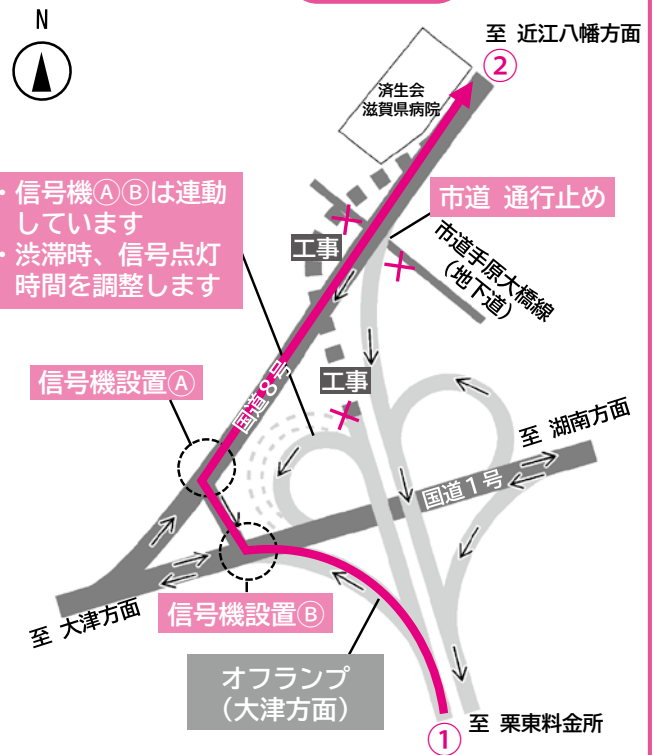 N
至 近江八幡方面
②
済生会
滋賀県病院
・信号機ⒶⒷは連動
しています
・渋滞時、信号点灯
時間を調整します
市道 通行止め
工事
市道手原大橋線
（地下道）
工事
信号機設置Ⓐ
国道8号
至 湖南方面
国道1号
至 大津方面
信号機設置Ⓑ
オフランプ
（大津方面）
①
至 栗東料金所